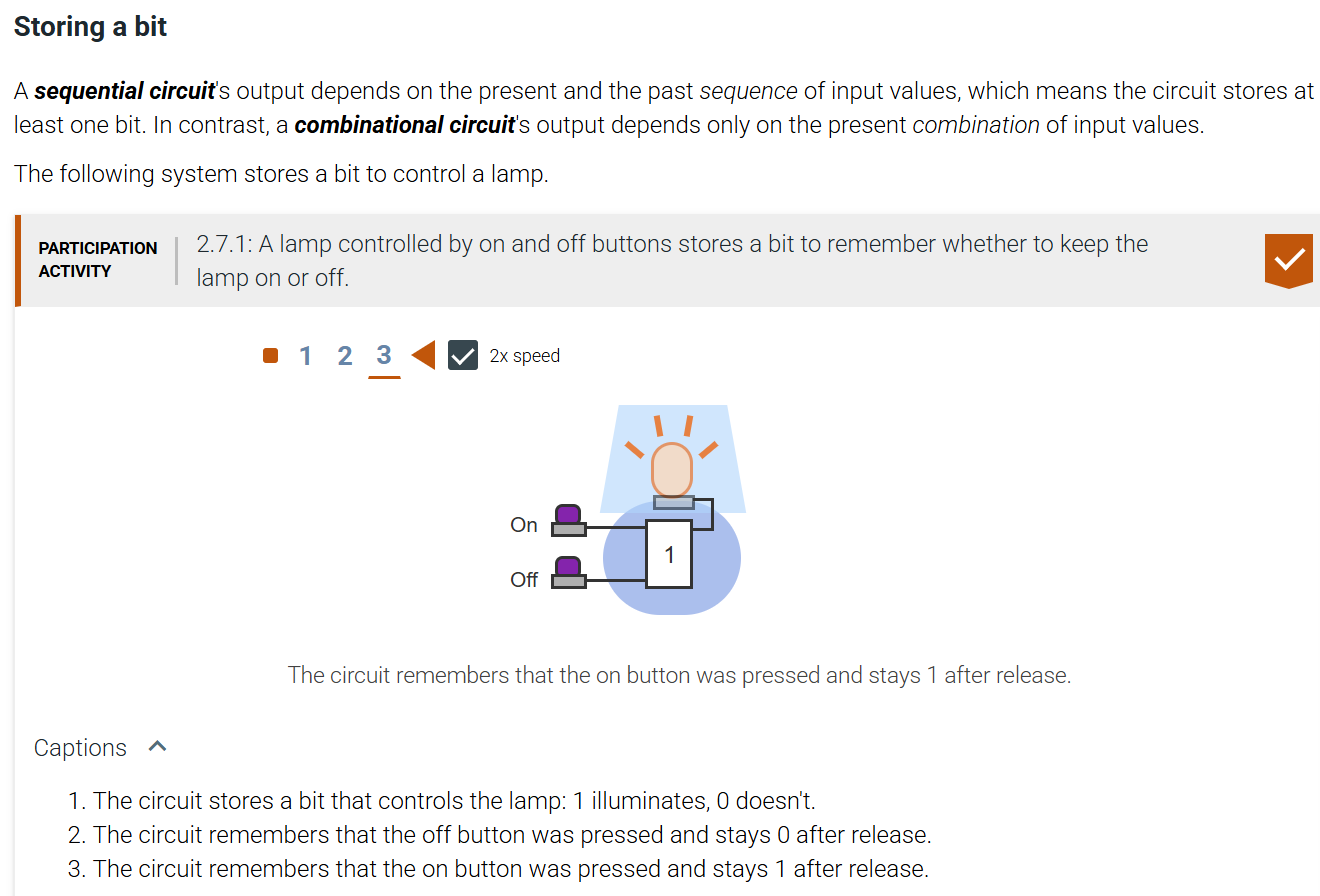 Storing a bit
A sequential circuit's output depends on the present and the past sequence of input values, which means the circuit stores at
least one bit. In contrast, a combinational circuit's output depends only on the present combination of input values.
The following system stores a bit to control a lamp.
PARTICIPATION
ACTIVITY
2.7.1: A lamp controlled by on and off buttons stores a bit to remember whether to keep the
lamp on or off.
1 2 3 2x speed
On
1
Off
The circuit remembers that the on button was pressed and stays 1 after release.
Captions
1. The circuit stores a bit that controls the lamp: 1 illuminates, 0 doesn't.
2. The circuit remembers that the off button was pressed and stays 0 after release.
3. The circuit remembers that the on button was pressed and stays 1 after release.